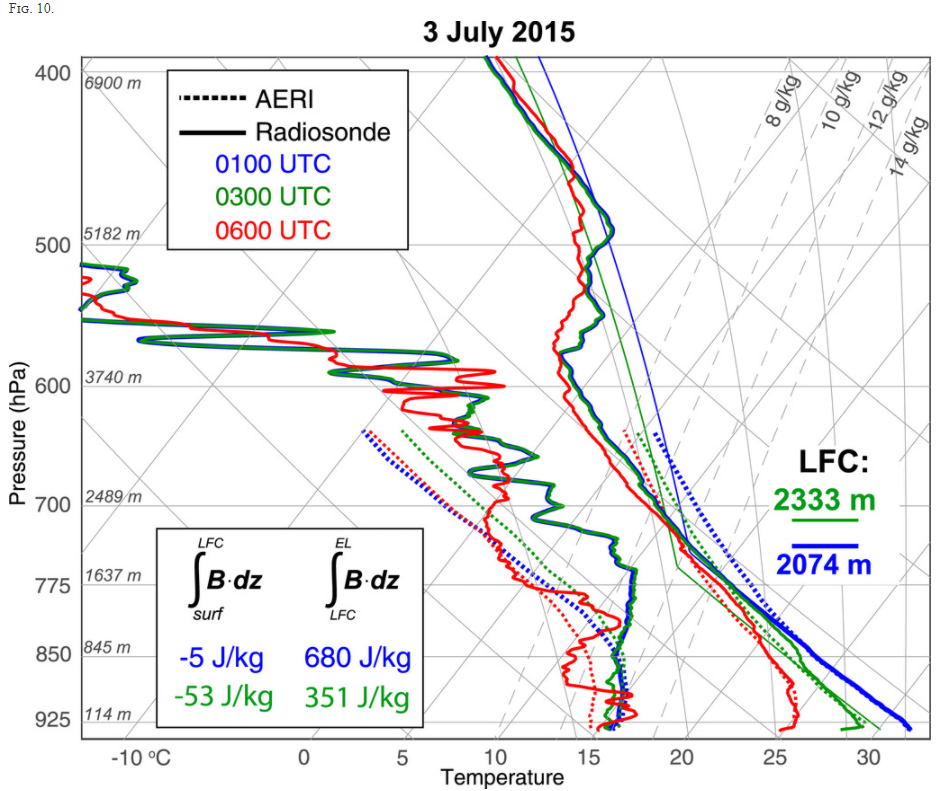 FIG. 10.
3 July 2015
400
6900 m
AERI
Radiosonde
0100 UTC
0300 UTC
0600 UTC
8 g/kg
10 g/kg
12 g/kg
14 g/kg
500
5182 m
600
3740 m
Pressure (hPa)
LFC:
2333 m
2074 m
700
2489 m
LFC EL
∫ B·dz ∫ B·dz
surf LFC
-5 J/kg 680 J/kg
-53 J/kg 351 J/kg
775
1637 m
850
845 m
925
114 m
-10 ºC 0 5 10 15 20 25 30
Temperature